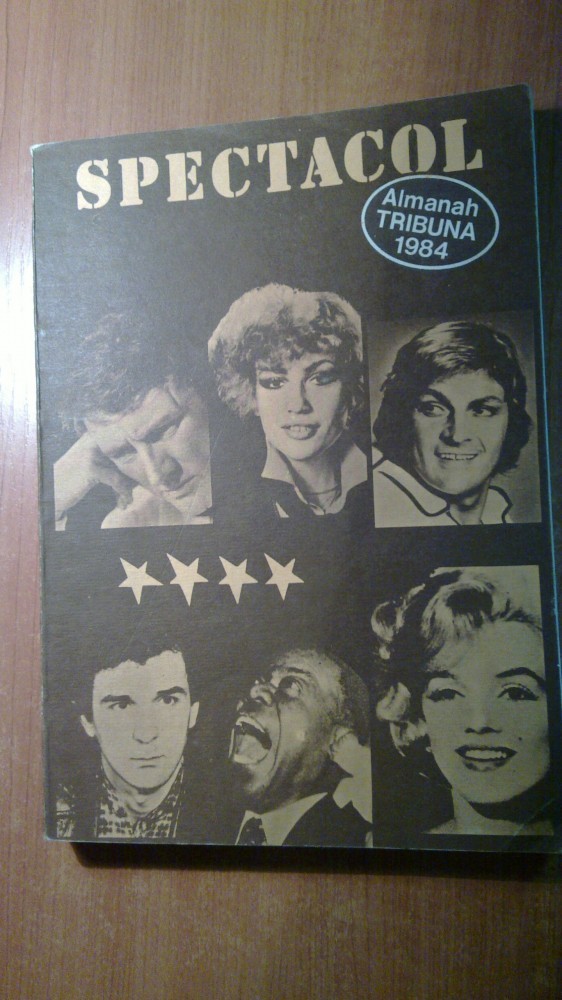 SPECTACOL
Almanah
TRIBUNA
1984